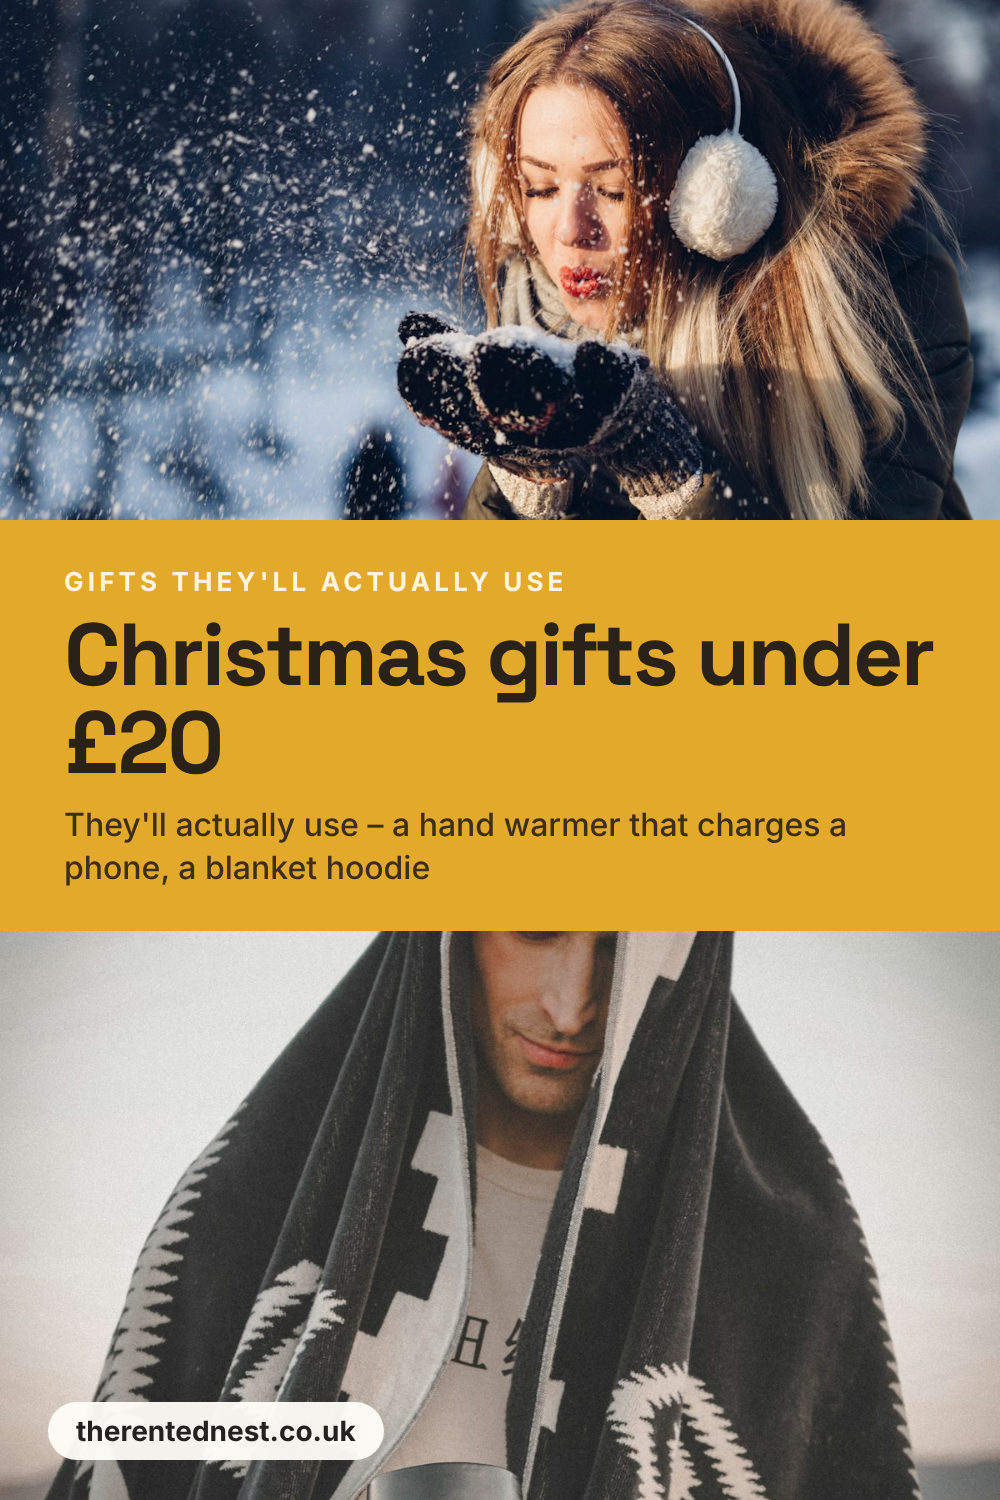 GIFTS THEY'LL ACTUALLY USE
Christmas gifts under
£20
They'll actually use – a hand warmer that charges a
phone, a blanket hoodie
therentednest.co.uk